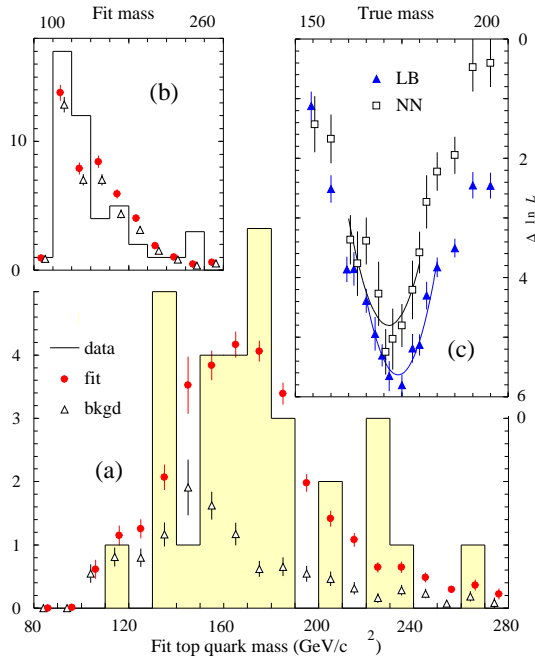 Fit mass
True mass
100
260
150
200
0
(b)
LB
NN
10
2
Δ ln L
0
4
(c)
data
fit
bkgd
6
0
4
3
(a)
2
1
0
80
120
160
200
240
280
Fit top quark mass (GeV/c 2)